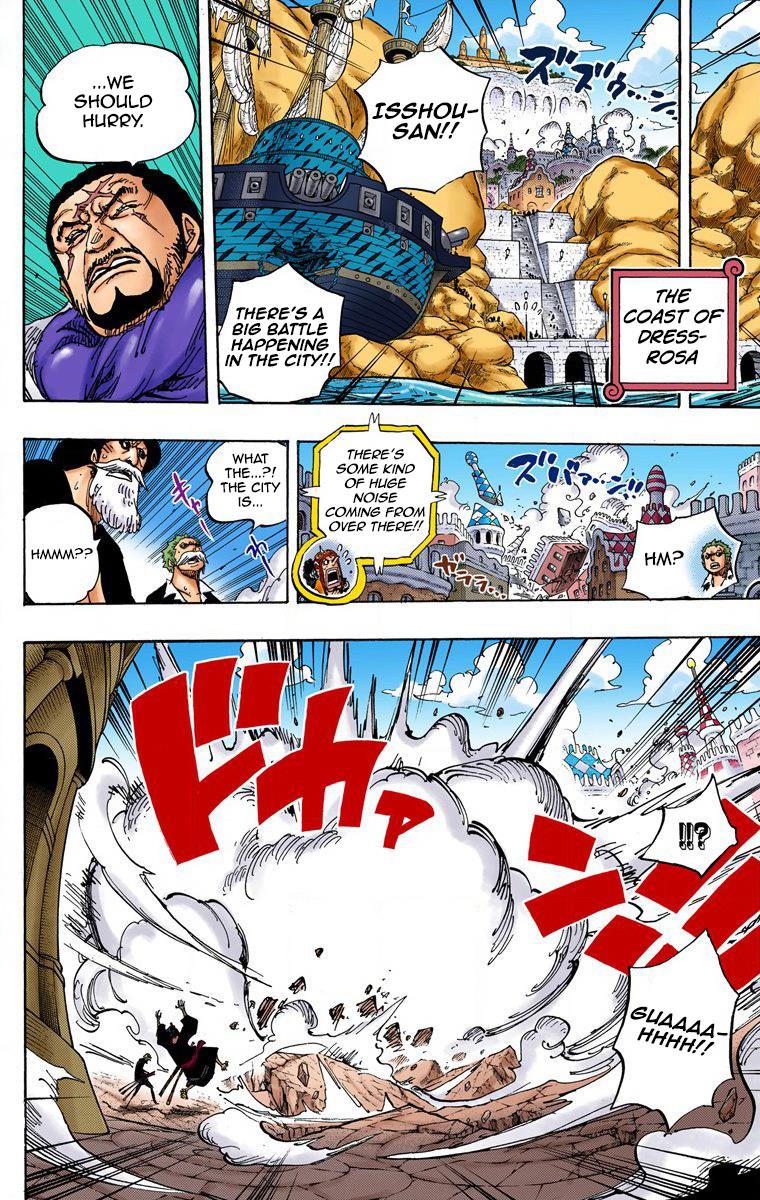 THE
COAST OF
DRESS-
ROSA
ズズゥ…ン
ISSHOU-
SAN!!
THERE'S A
BIG BATTLE
HAPPENING
IN THE CITY!!
...WE
SHOULD
HURRY.
HM?
ズバァ…ン!!
THERE'S
SOME KIND
OF HUGE
NOISE
COMING FROM
OVER THERE!!
WHAT
THE...?!
THE CITY
IS...
HMMM??
!!?
ドカァ
ン
GUAAAA-
HHHH!!